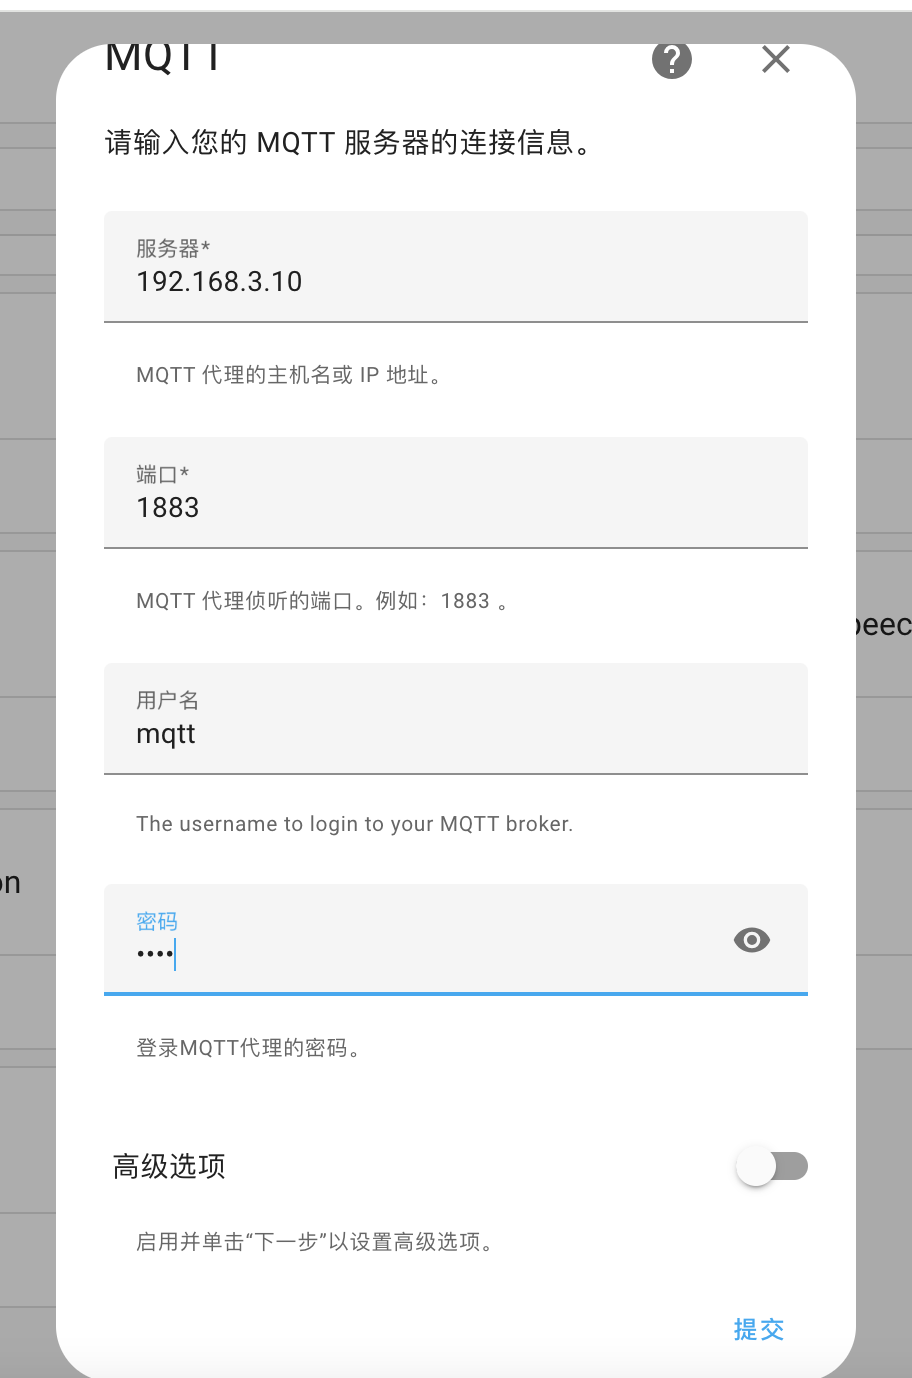 MQTT
请输入您的 MQTT 服务器的连接信息。
服务器*
192.168.3.10
MQTT 代理的主机名或 IP 地址。
端口*
1883
MQTT 代理侦听的端口。例如：1883 。
用户名
mqtt
The username to login to your MQTT broker.
密码
••••
登录MQTT代理的密码。
高级选项
启用并单击“下一步”以设置高级选项。
提交